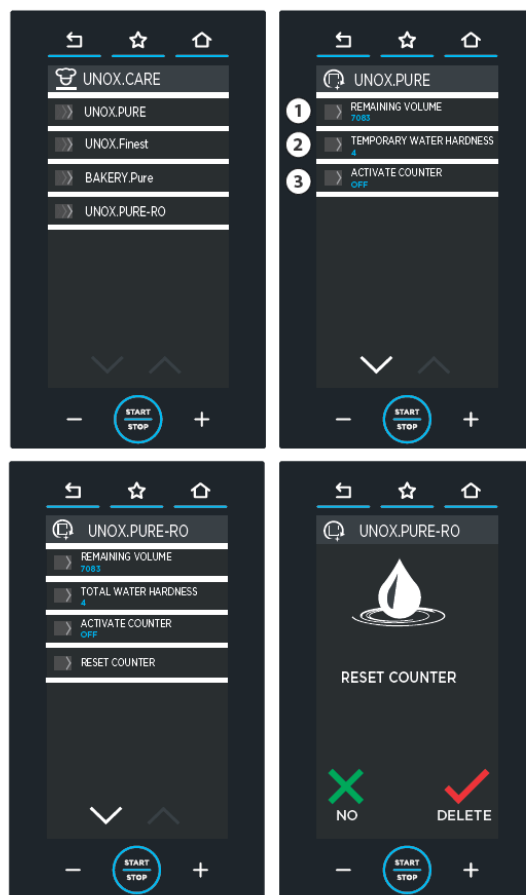 UNOX.CARE
UNOX.PURE
UNOX.Finest
BAKERY.Pure
UNOX.PURE-RO
START
STOP
UNOX.PURE
1
REMAINING VOLUME
7083
2
TEMPORARY WATER HARDNESS
4
3
ACTIVATE COUNTER
OFF
START
STOP
UNOX.PURE-RO
REMAINING VOLUME
7083
TOTAL WATER HARDNESS
4
ACTIVATE COUNTER
OFF
RESET COUNTER
START
STOP
UNOX.PURE-RO
RESET COUNTER
NO DELETE
START
STOP